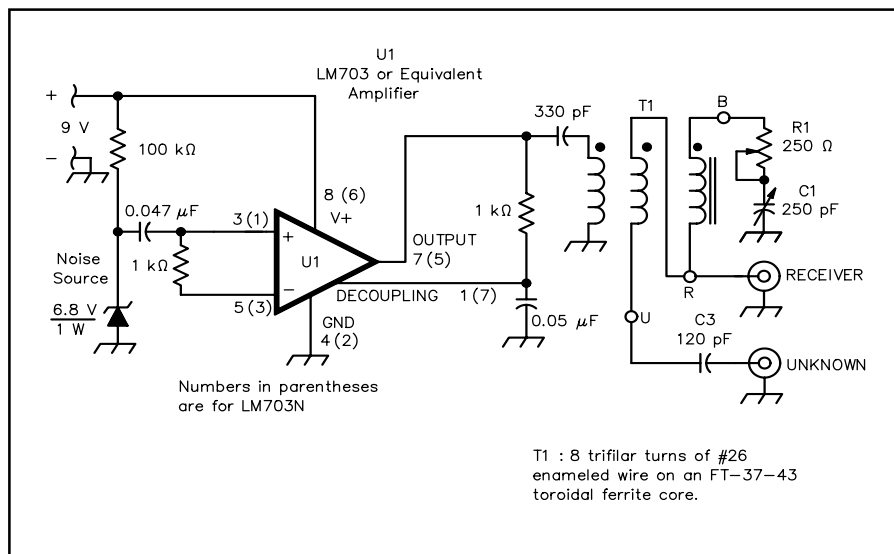 U1
LM703 or Equivalent
Amplifier
+
9 V
−
100 kΩ
0.047 µF
Noise
Source
6.8 V
1 W
1 kΩ
3 (1)
5 (3)
8 (6)
V+
+
U1
−
GND
4 (2)
OUTPUT
7 (5)
DECOUPLING
1 (7)
1 kΩ
0.05 µF
330 pF
T1
B
R1
250 Ω
C1
250 pF
R
RECEIVER
U
C3
120 pF
UNKNOWN
Numbers in parentheses
are for LM703N
T1 : 8 trifilar turns of #26
enameled wire on an FT−37−43
toroidal ferrite core.